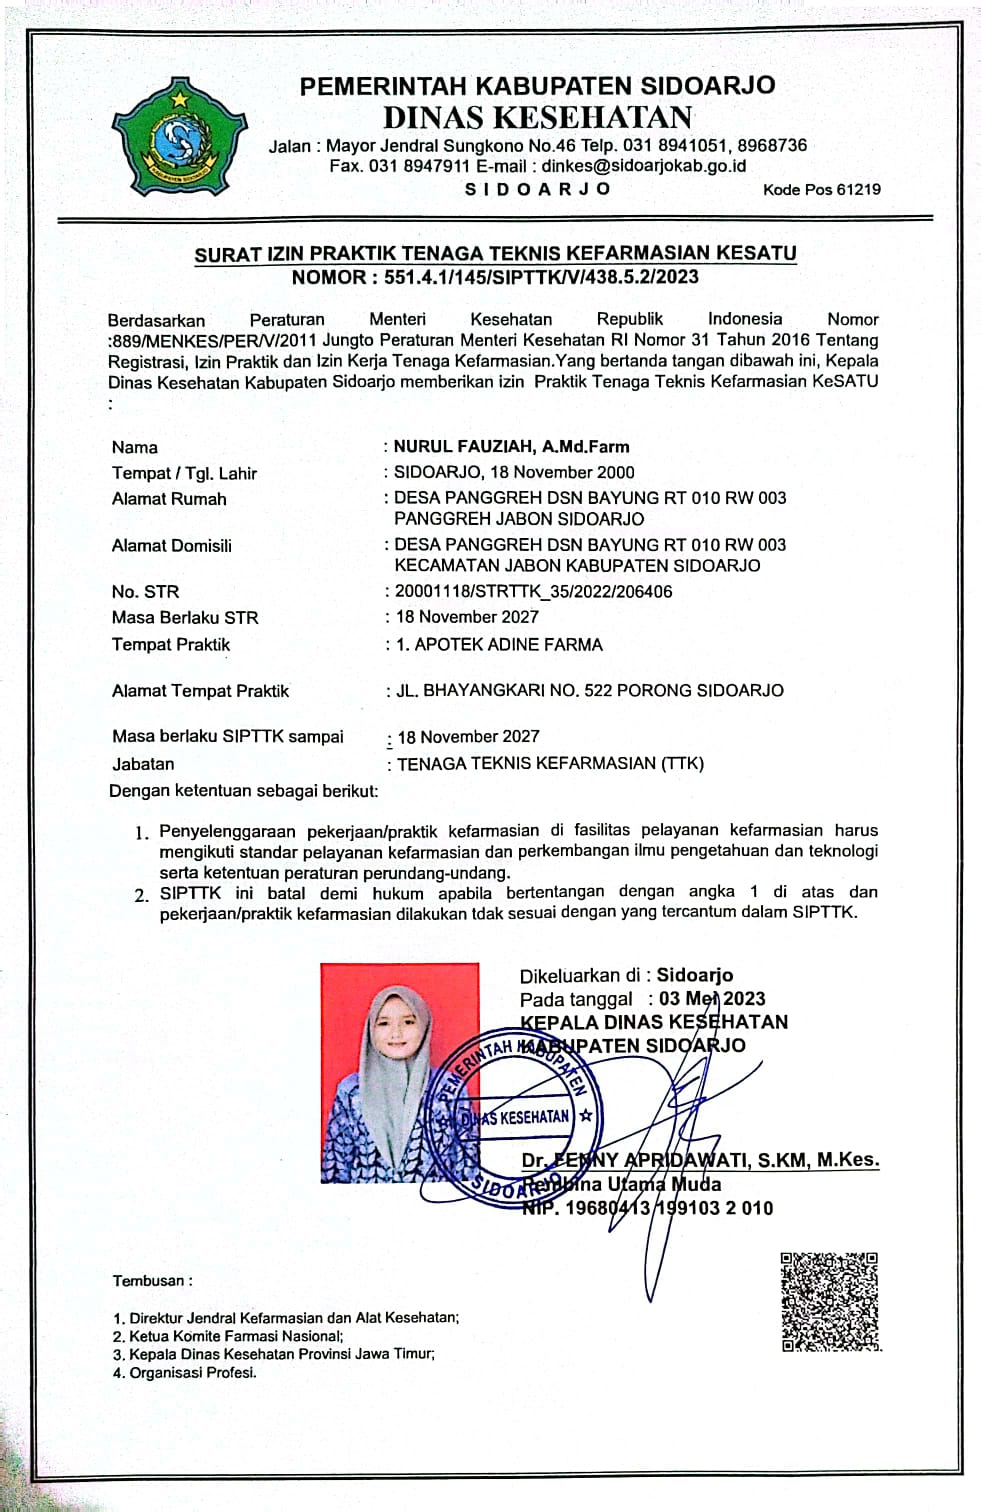 PEMERINTAH KABUPATEN SIDOARJO
DINAS KESEHATAN
Jalan : Mayor Jendral Sungkono No.46 Telp. 031 8941051, 8968736
Fax. 031 8947911 E-mail : dinkes@sidoarjokab.go.id
S I D O A R J O
Kode Pos 61219
KABUPATEN SIDOARJO
SURAT IZIN PRAKTIK TENAGA TEKNIS KEFARMASIAN KESATU
NOMOR : 551.4.1/145/SIPTTK/V/438.5.2/2023
Berdasarkan Peraturan Menteri Kesehatan Republik Indonesia Nomor
:889/MENKES/PER/V/2011 Jungto Peraturan Menteri Kesehatan RI Nomor 31 Tahun 2016 Tentang
Registrasi, Izin Praktik dan Izin Kerja Tenaga Kefarmasian.Yang bertanda tangan dibawah ini, Kepala
Dinas Kesehatan Kabupaten Sidoarjo memberikan izin Praktik Tenaga Teknis Kefarmasian KeSATU
:
Nama : NURUL FAUZIAH, A.Md.Farm
Tempat / Tgl. Lahir : SIDOARJO, 18 November 2000
Alamat Rumah : DESA PANGGREH DSN BAYUNG RT 010 RW 003
PANGGREH JABON SIDOARJO
Alamat Domisili : DESA PANGGREH DSN BAYUNG RT 010 RW 003
KECAMATAN JABON KABUPATEN SIDOARJO
No. STR : 20001118/STRTTK_35/2022/206406
Masa Berlaku STR : 18 November 2027
Tempat Praktik : 1. APOTEK ADINE FARMA
Alamat Tempat Praktik : JL. BHAYANGKARI NO. 522 PORONG SIDOARJO
Masa berlaku SIPTTK sampai : 18 November 2027
Jabatan : TENAGA TEKNIS KEFARMASIAN (TTK)
Dengan ketentuan sebagai berikut:
1. Penyelenggaraan pekerjaan/praktik kefarmasian di fasilitas pelayanan kefarmasian harus
mengikuti standar pelayanan kefarmasian dan perkembangan ilmu pengetahuan dan teknologi
serta ketentuan peraturan perundang-undang.
2. SIPTTK ini batal demi hukum apabila bertentangan dengan angka 1 di atas dan
pekerjaan/praktik kefarmasian dilakukan tdak sesuai dengan yang tercantum dalam SIPTTK.
Dikeluarkan di : Sidoarjo
Pada tanggal : 03 Mei 2023
KEPALA DINAS KESEHATAN
KABUPATEN SIDOARJO
PEMERINTAH KABUPATEN
DINAS KESEHATAN
SIDOARJO
Dr. FENNY APRIDAWATI, S.KM, M.Kes.
Pembina Utama Muda
NIP. 19680413 199103 2 010
Tembusan :
1. Direktur Jendral Kefarmasian dan Alat Kesehatan;
2. Ketua Komite Farmasi Nasional;
3. Kepala Dinas Kesehatan Provinsi Jawa Timur;
4. Organisasi Profesi.